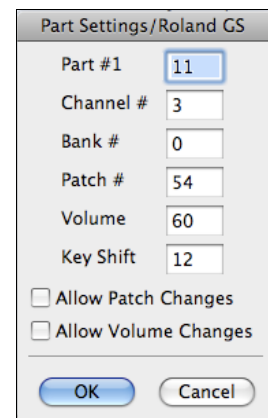 Part Settings/Roland GS
Part #1 11
Channel # 3
Bank # 0
Patch # 54
Volume 60
Key Shift 12
Allow Patch Changes
Allow Volume Changes
OK Cancel